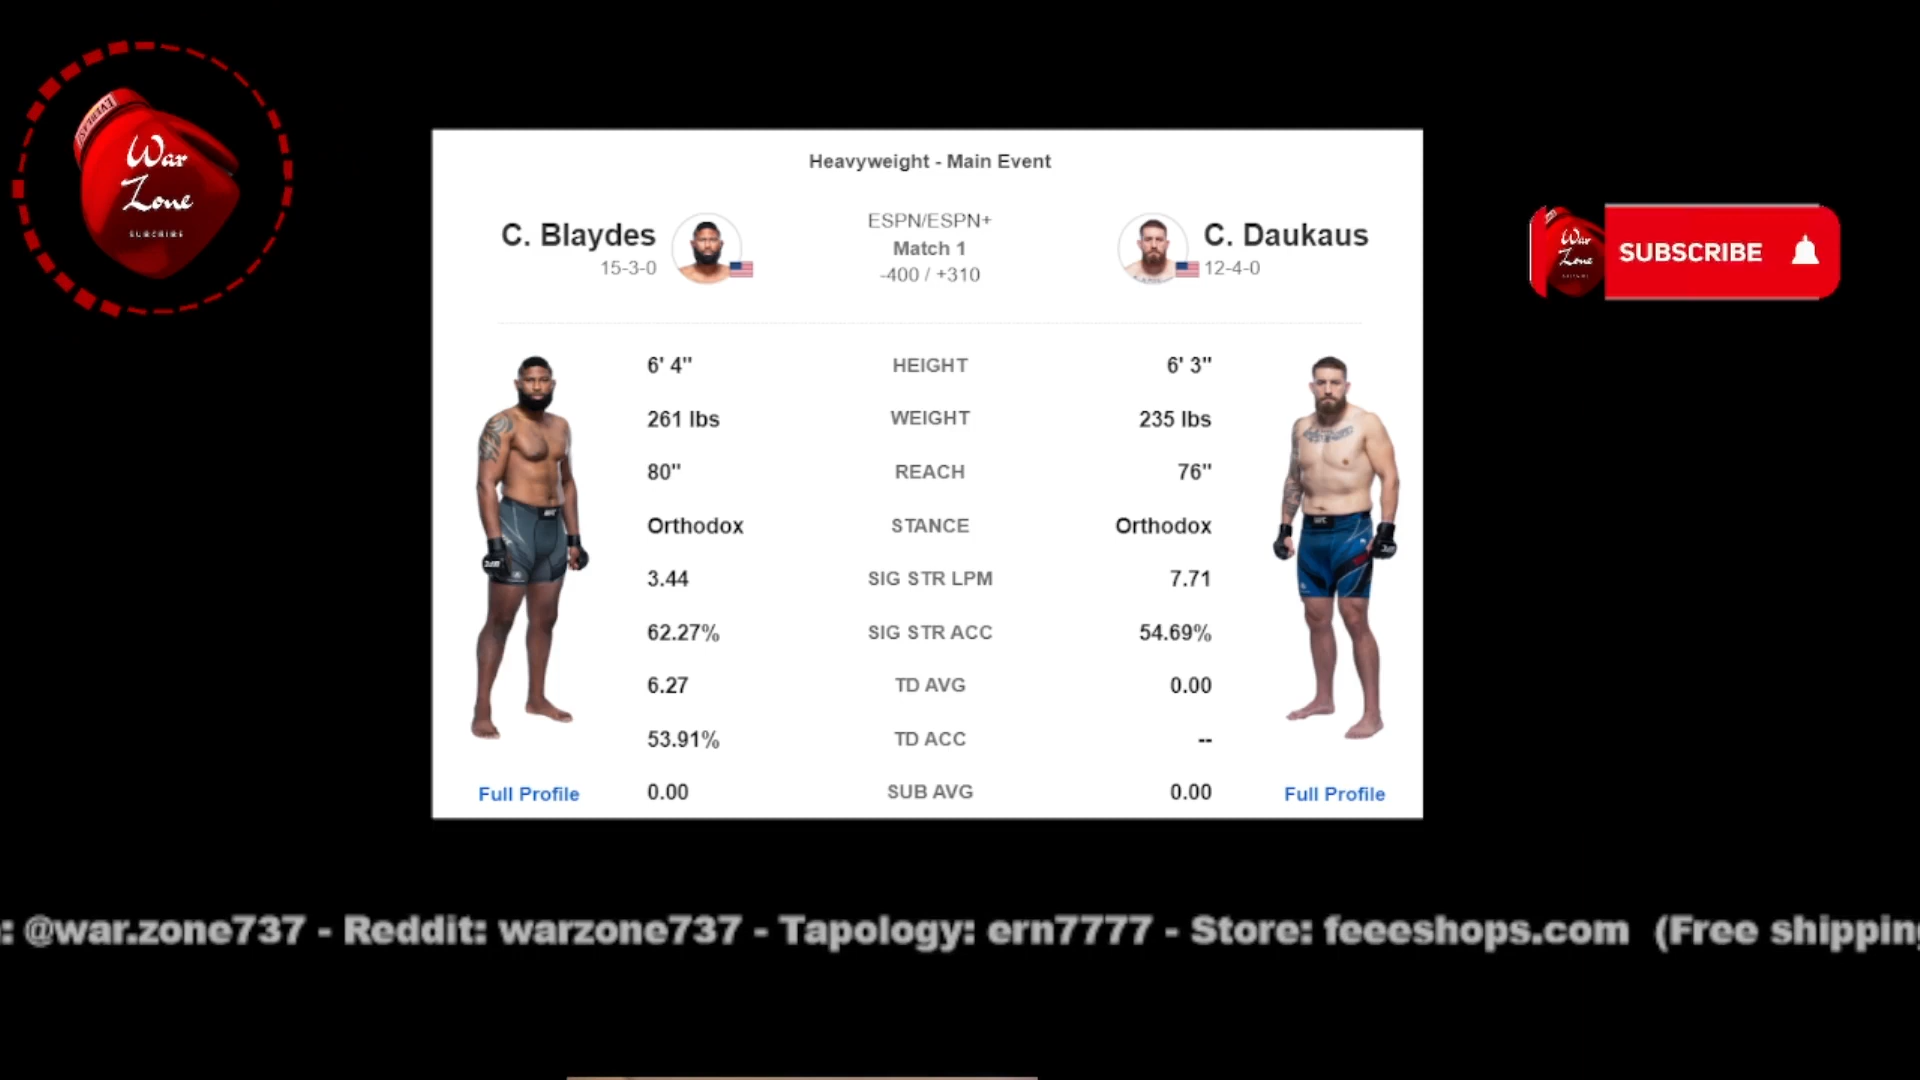 War
Zone
SUBSCRIBE
Heavyweight - Main Event
C. Blaydes
15-3-0
ESPN/ESPN+
Match 1
-400 / +310
C. Daukaus
12-4-0
War
Zone
SUBSCRIBE
6' 4" HEIGHT 6' 3"
261 lbs WEIGHT 235 lbs
80" REACH 76"
Orthodox STANCE Orthodox
3.44 SIG STR LPM 7.71
62.27% SIG STR ACC 54.69%
6.27 TD AVG 0.00
53.91% TD ACC --
Full Profile 0.00 SUB AVG 0.00 Full Profile
: @war.zone737 - Reddit: warzone737 - Tapology: ern7777 - Store: feeeshops.com (Free shipping